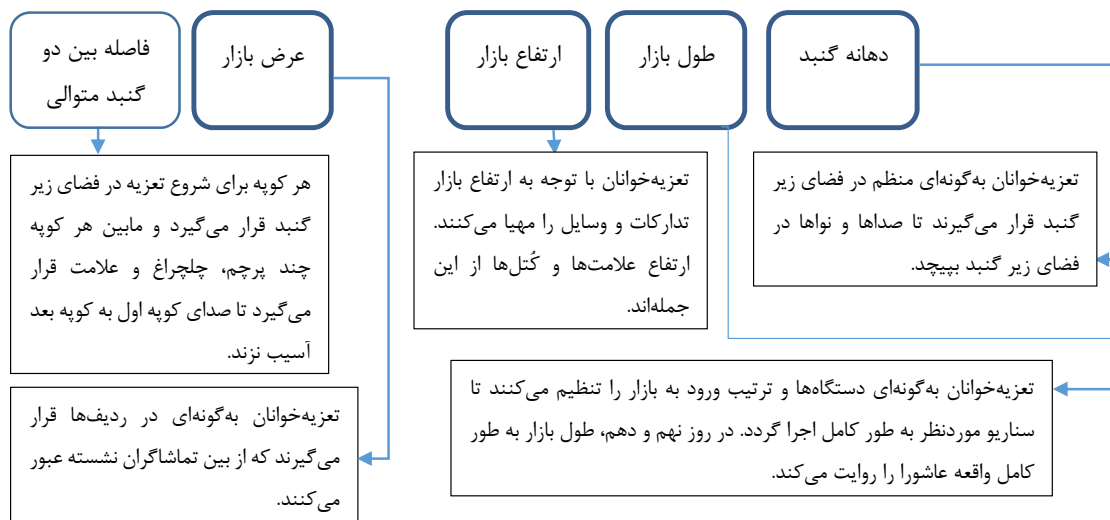 دهانه گنبد
طول بازار
ارتفاع بازار
عرض بازار
فاصله بین دو
گنبد متوالی
تعزیه‌خوانان به‌گونه‌ای منظم در فضای زیر
گنبد قرار می‌گیرند تا صداها و نواها در
فضای زیر گنبد بپیچد.
تعزیه‌خوانان با توجه به ارتفاع بازار
تدارکات و وسایل را مهیا می‌کنند.
ارتفاع علامت‌ها و کُتل‌ها از این
جمله‌اند.
هر کوپه برای شروع تعزیه در فضای زیر
گنبد قرار می‌گیرد و مابین هر کوپه
چند پرچم، چلچراغ و علامت قرار
می‌گیرد تا صدای کوپه اول به کوپه بعد
آسیب نزند.
تعزیه‌خوانان به‌گونه‌ای دستگاه‌ها و ترتیب ورود به بازار را تنظیم می‌کنند تا
سناریو موردنظر به طور کامل اجرا گردد. در روز نهم و دهم، طول بازار به طور
کامل واقعه عاشورا را روایت می‌کند.
تعزیه‌خوانان به‌گونه‌ای در ردیف‌ها قرار
می‌گیرند که از بین تماشاگران نشسته عبور
می‌کنند.